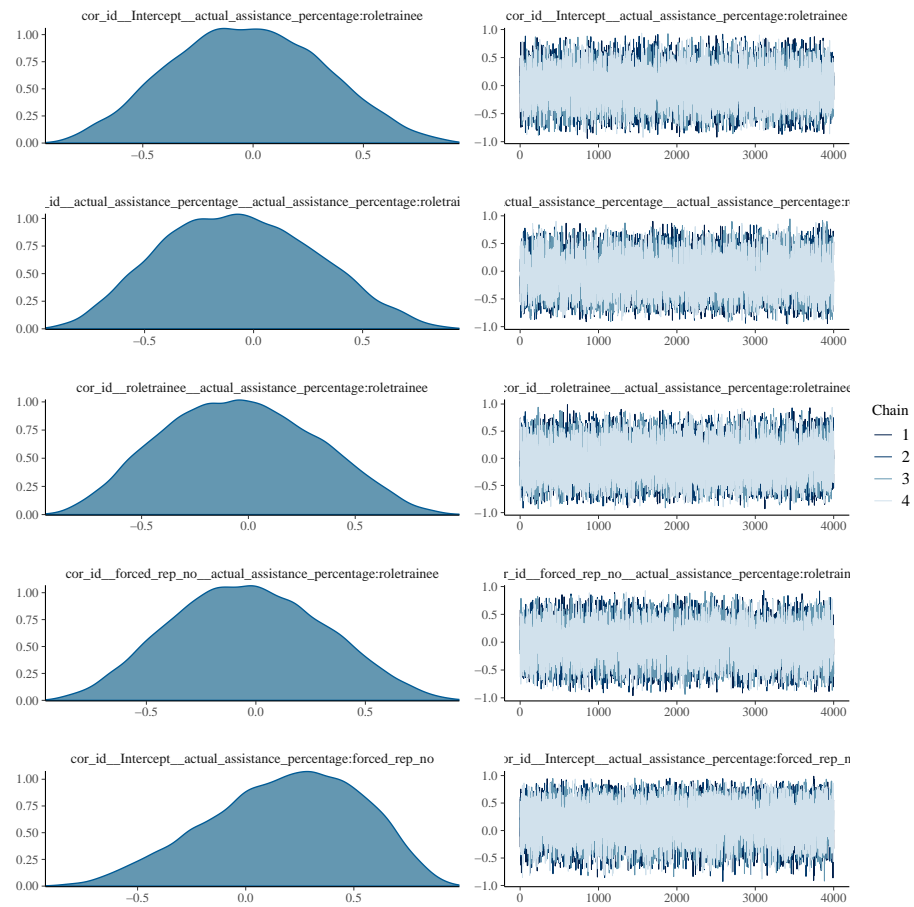 cor_id__Intercept__actual_assistance_percentage:roletrainee
cor_id__Intercept__actual_assistance_percentage:roletrainee
1.00
0.75
0.50
0.25
0.00
−0.5 0.0 0.5
1.0
0.5
0.0
−0.5
−1.0
0 1000 2000 3000 4000
_id__actual_assistance_percentage__actual_assistance_percentage:roletrai
ctual_assistance_percentage__actual_assistance_percentage:r
1.00
0.75
0.50
0.25
0.00
−0.5 0.0 0.5
1.0
0.5
0.0
−0.5
−1.0
0 1000 2000 3000 4000
cor_id__roletrainee__actual_assistance_percentage:roletrainee
cor_id__roletrainee__actual_assistance_percentage:roletrainee
1.00
0.75
0.50
0.25
0.00
−0.5 0.0 0.5
1.0
0.5
0.0
−0.5
−1.0
0 1000 2000 3000 4000
Chain
1
2
3
4
cor_id__forced_rep_no__actual_assistance_percentage:roletrainee
r_id__forced_rep_no__actual_assistance_percentage:roletrain
1.00
0.75
0.50
0.25
0.00
−0.5 0.0 0.5
1.0
0.5
0.0
−0.5
−1.0
0 1000 2000 3000 4000
cor_id__Intercept__actual_assistance_percentage:forced_rep_no
or_id__Intercept__actual_assistance_percentage:forced_rep_n
1.00
0.75
0.50
0.25
0.00
−0.5 0.0 0.5
1.0
0.5
0.0
−0.5
−1.0
0 1000 2000 3000 4000